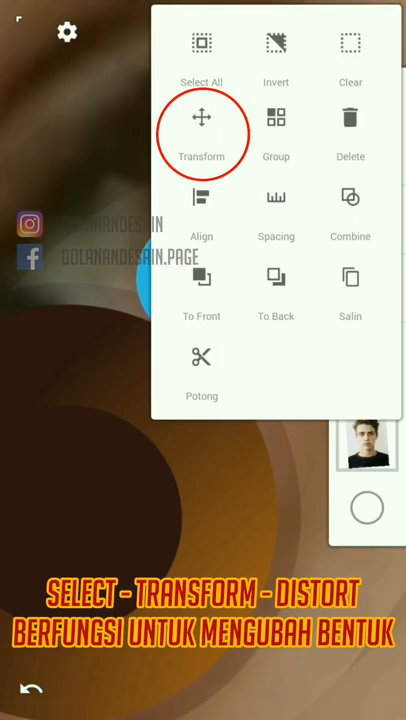 Select All
Invert
Clear
Transform
Group
Delete
Align
Spacing
Combine
To Front
To Back
Salin
Potong
DOLANANDESAIN
DOLANANDESAIN.PAGE
SELECT - TRANSFORM - DISTORT
BERFUNGSI UNTUK MENGUBAH BENTUK